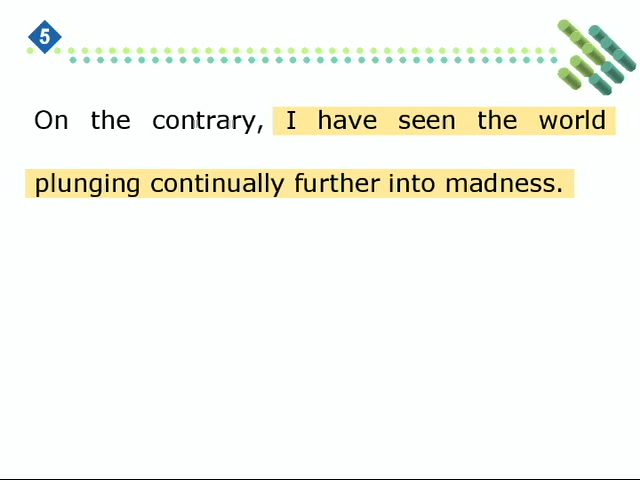 5
On the contrary, I have seen the world
plunging continually further into madness.